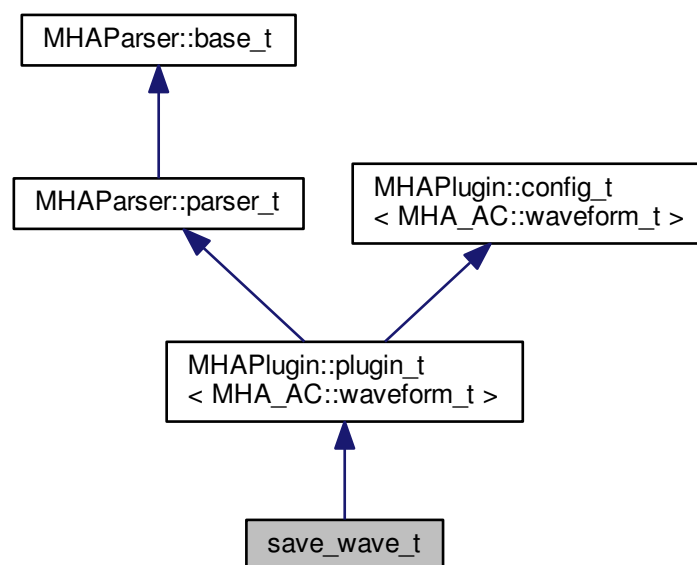 MHAParser::base_t
MHAParser::parser_t
MHAPlugin::config_t
< MHA_AC::waveform_t >
MHAPlugin::plugin_t
< MHA_AC::waveform_t >
save_wave_t